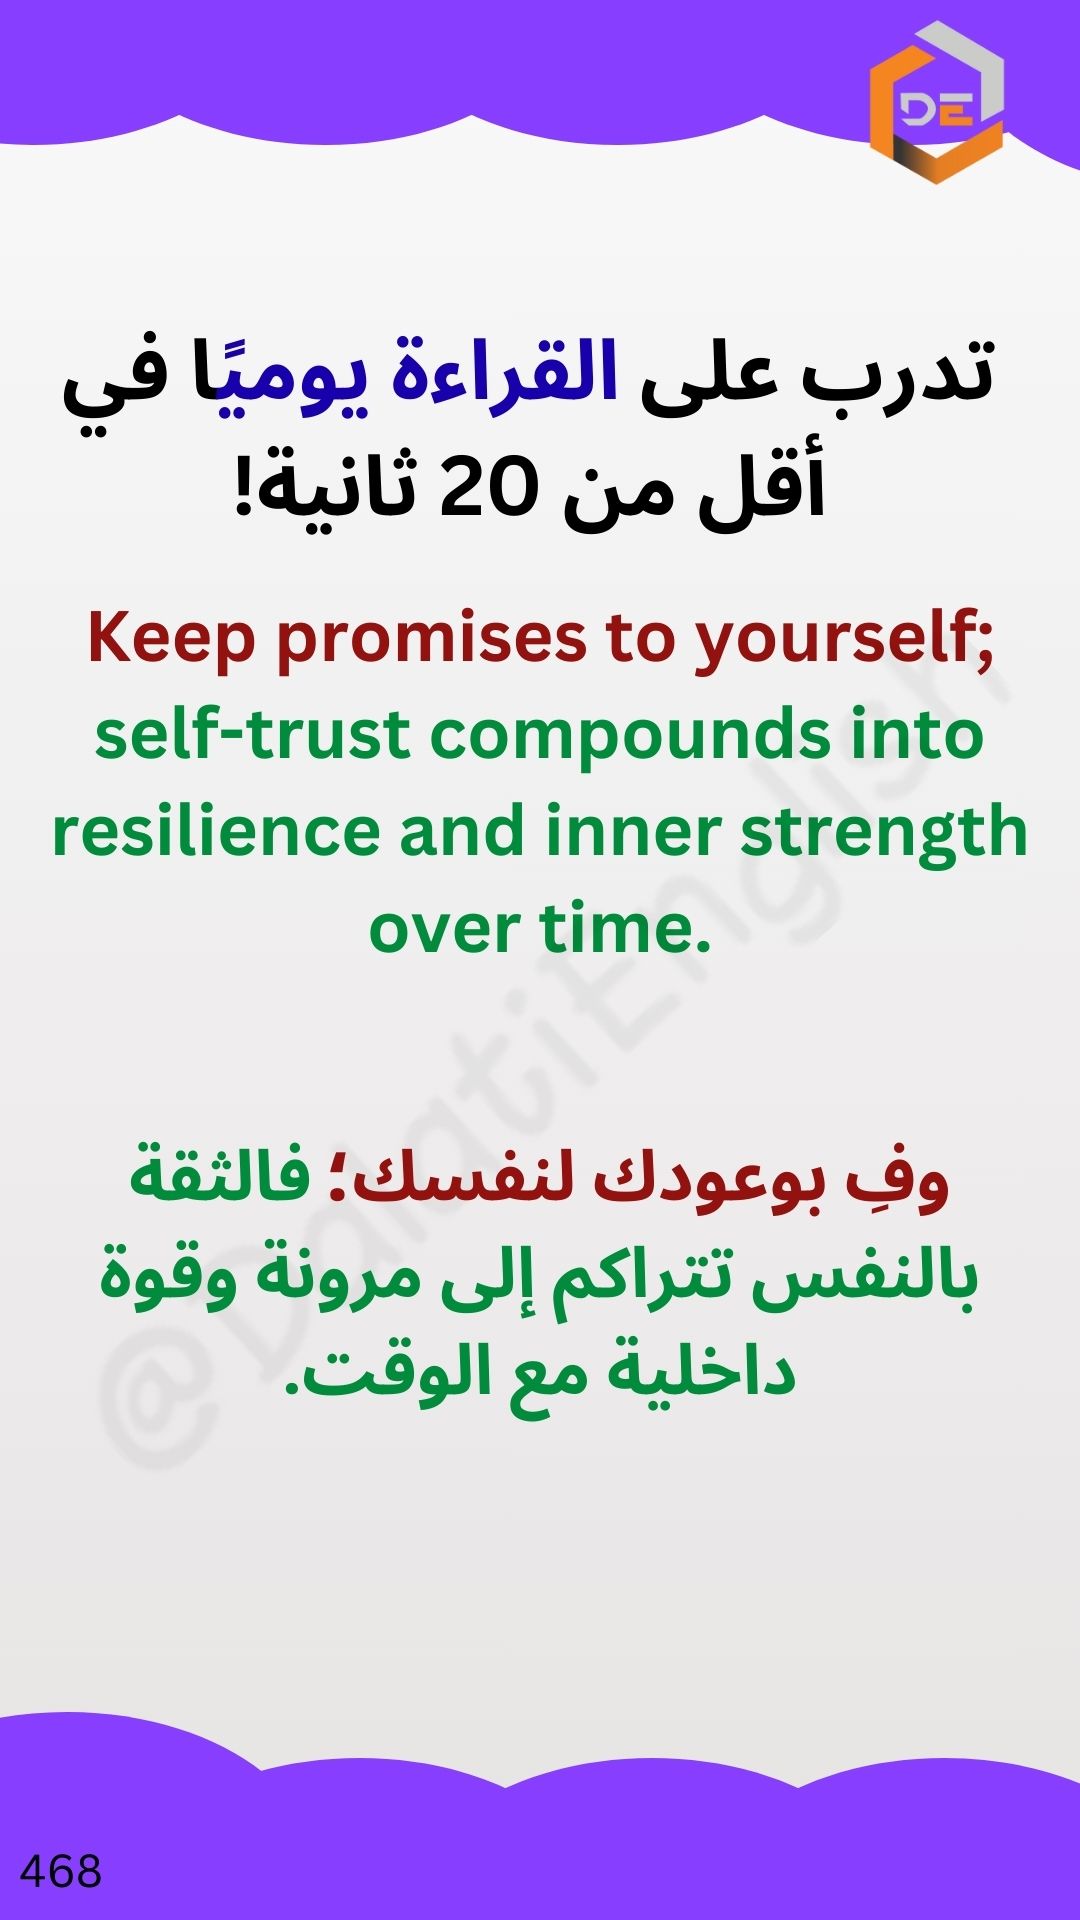 DE
تدرب على القراءة يوميًا في
أقل من 20 ثانية!
Keep promises to yourself;
self-trust compounds into
resilience and inner strength
over time.
وفِ بوعودك لنفسك؛ فالثقة
بالنفس تتراكم إلى مرونة وقوة
داخلية مع الوقت.
@DalatiEnglish
468